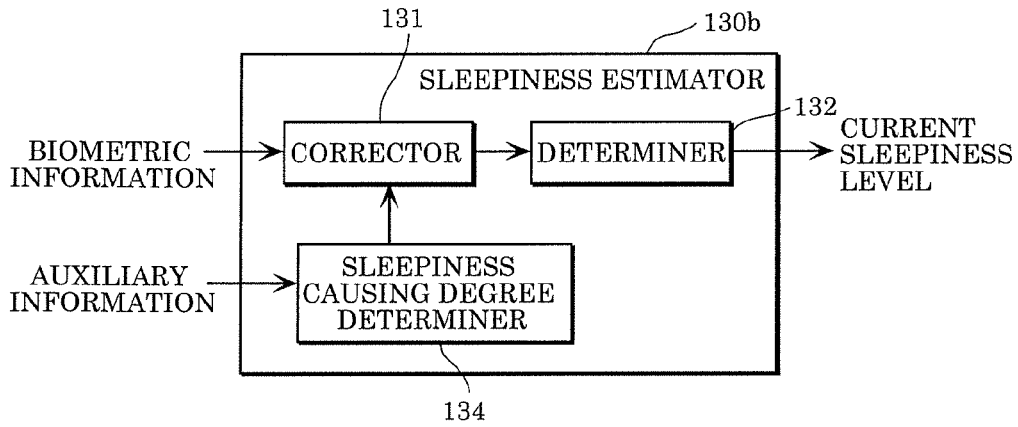 131
130b
SLEEPINESS ESTIMATOR
132
BIOMETRIC
INFORMATION
CORRECTOR
DETERMINER
CURRENT
SLEEPINESS
LEVEL
AUXILIARY
INFORMATION
SLEEPINESS
CAUSING DEGREE
DETERMINER
134